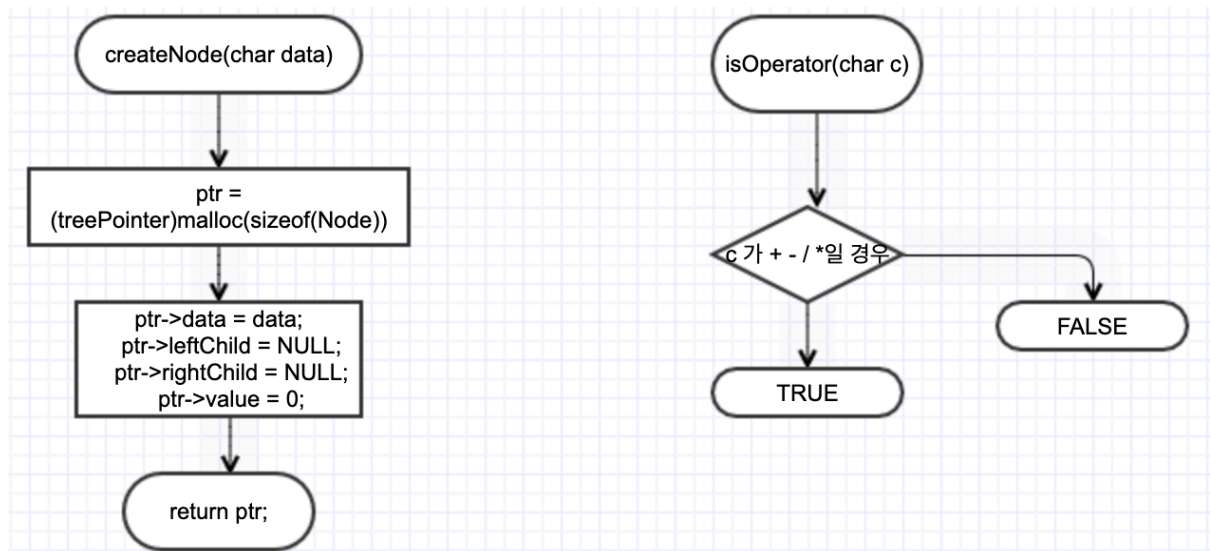 createNode(char data)
ptr =
(treePointer)malloc(sizeof(Node))
ptr->data = data;
ptr->leftChild = NULL;
ptr->rightChild = NULL;
ptr->value = 0;
return ptr;
isOperator(char c)
c 가 + - / *일 경우
FALSE
TRUE